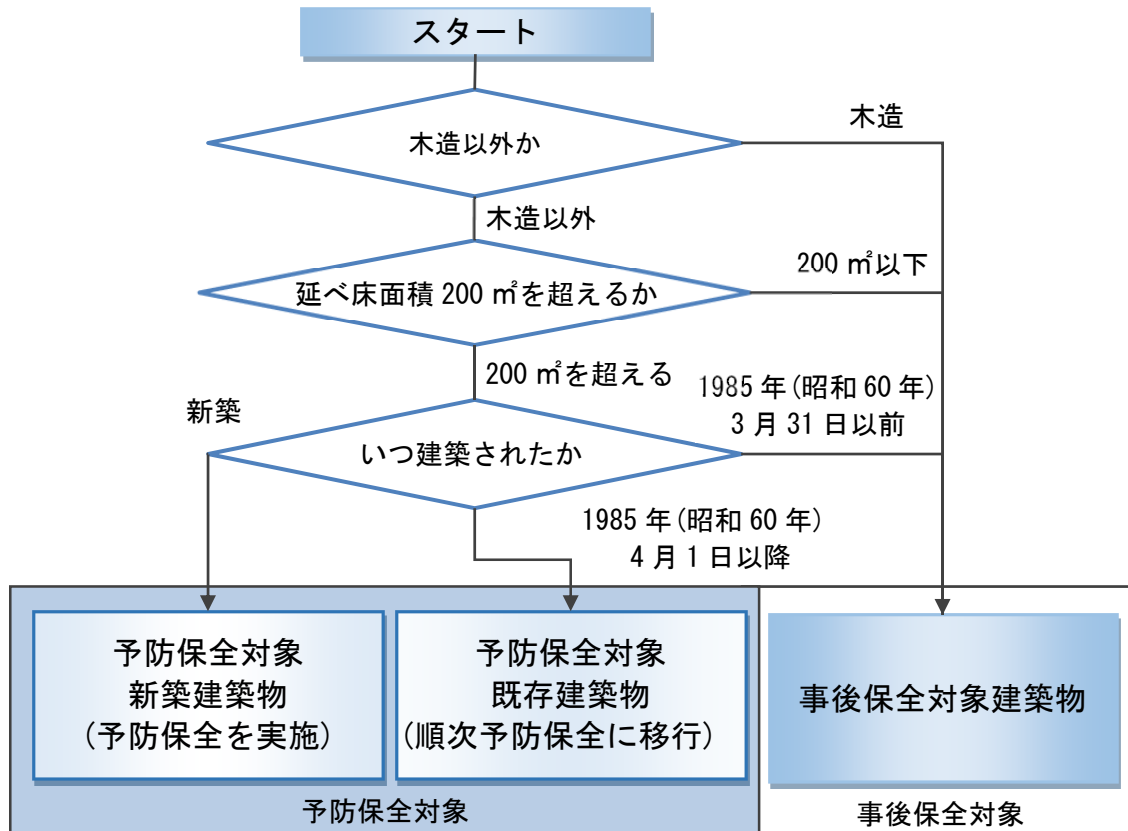 スタート
木造以外か
木造
木造以外
延べ床面積 200 ㎡を超えるか
200 ㎡以下
200 ㎡を超える
新築
いつ建築されたか
1985 年(昭和 60 年)
3 月 31 日以前
1985 年(昭和 60 年)
4 月 1 日以降
予防保全対象
新築建築物
(予防保全を実施)
予防保全対象
既存建築物
(順次予防保全に移行)
事後保全対象建築物
予防保全対象
事後保全対象